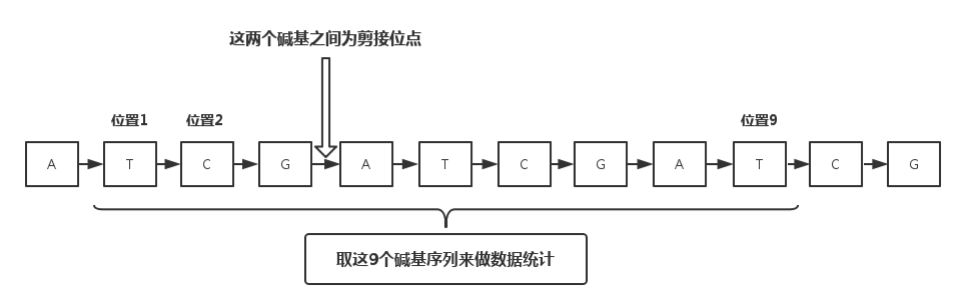 这两个碱基之间为剪接位点
位置1 位置2 位置9
A T C G A T C G A T C G
取这9个碱基序列来做数据统计